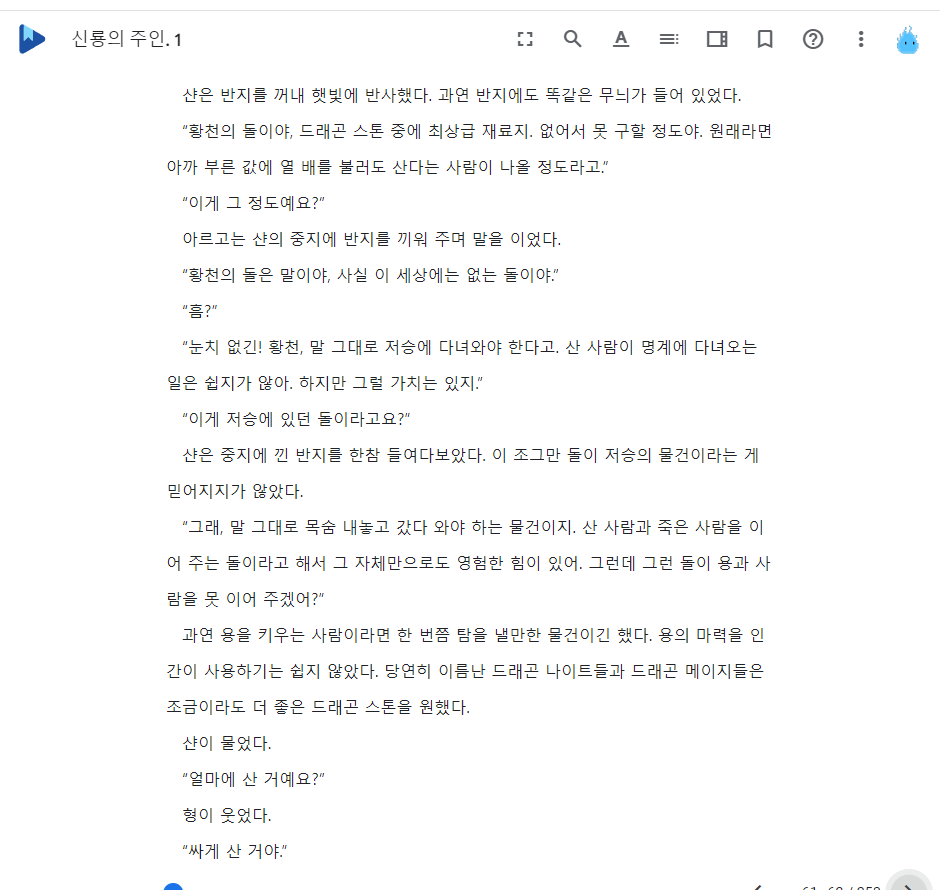 신룡의 주인. 1
샨은 반지를 꺼내 햇빛에 반사했다. 과연 반지에도 똑같은 무늬가 들어 있었다.
“황천의 돌이야, 드래곤 스톤 중에 최상급 재료지. 없어서 못 구할 정도야. 원래라면
아까 부른 값에 열 배를 불러도 산다는 사람이 나올 정도라고.”
“이게 그 정도예요?”
아르고는 샨의 중지에 반지를 끼워 주며 말을 이었다.
“황천의 돌은 말이야, 사실 이 세상에는 없는 돌이야.”
“흠?”
“눈치 없긴! 황천, 말 그대로 저승에 다녀와야 한다고. 산 사람이 명계에 다녀오는
일은 쉽지가 않아. 하지만 그럴 가치는 있지.”
“이게 저승에 있던 돌이라고요?”
샨은 중지에 낀 반지를 한참 들여다보았다. 이 조그만 돌이 저승의 물건이라는 게
믿어지지가 않았다.
“그래, 말 그대로 목숨 내놓고 갔다 와야 하는 물건이지. 산 사람과 죽은 사람을 이
어 주는 돌이라고 해서 그 자체만으로도 영험한 힘이 있어. 그런데 그런 돌이 용과 사
람을 못 이어 주겠어?”
과연 용을 키우는 사람이라면 한 번쯤 탐을 낼만한 물건이긴 했다. 용의 마력을 인
간이 사용하기는 쉽지 않았다. 당연히 이름난 드래곤 나이트들과 드래곤 메이지들은
조금이라도 더 좋은 드래곤 스톤을 원했다.
샨이 물었다.
“얼마에 산 거예요?”
형이 웃었다.
“싸게 산 거야.”